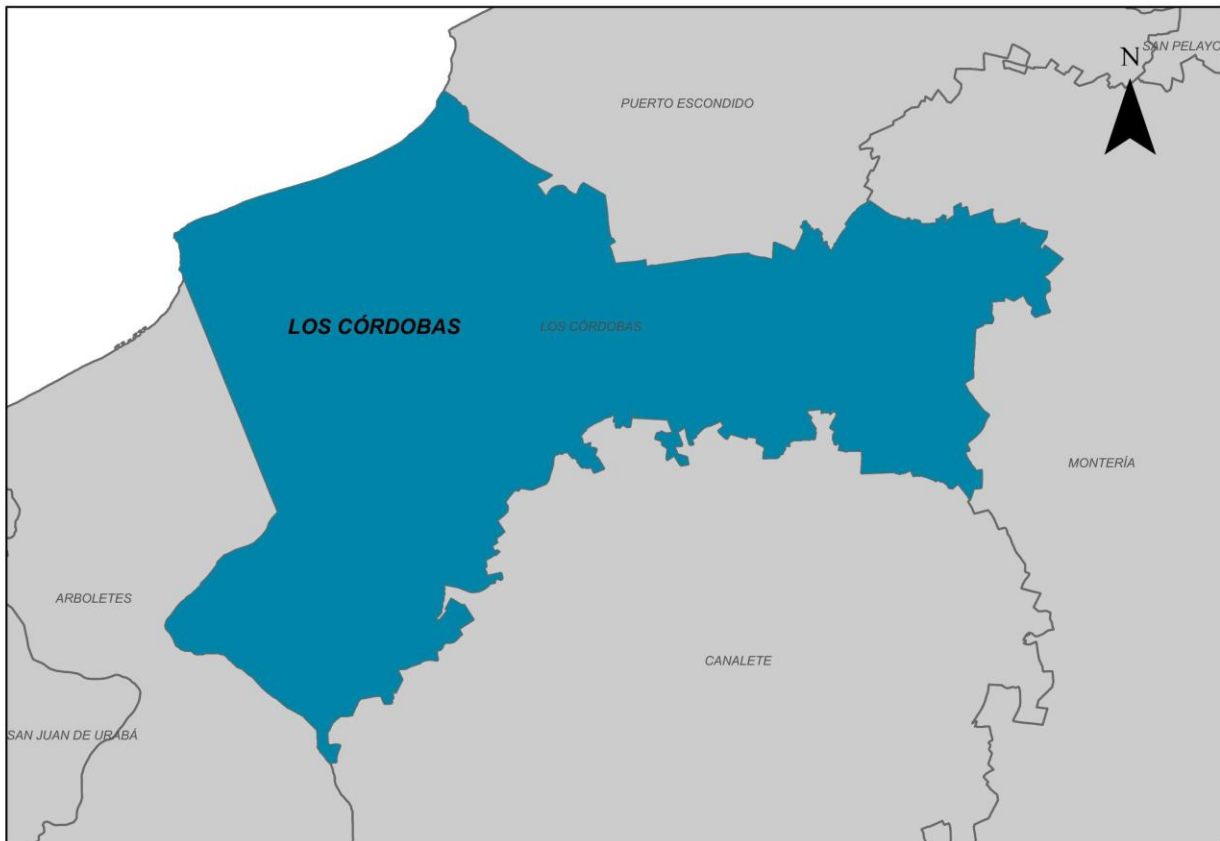 SAN PELAYO
N
PUERTO ESCONDIDO
LOS CÓRDOBAS
LOS CÓRDOBAS
MONTERÍA
ARBOLETES
CANALETE
SAN JUAN DE URABÁ